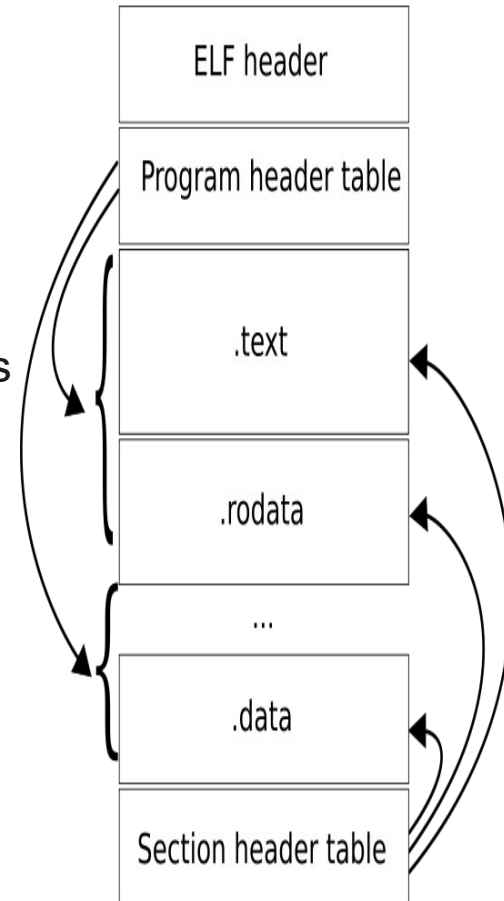 ELF header
Program header table
.text
s
.rodata
...
.data
Section header table